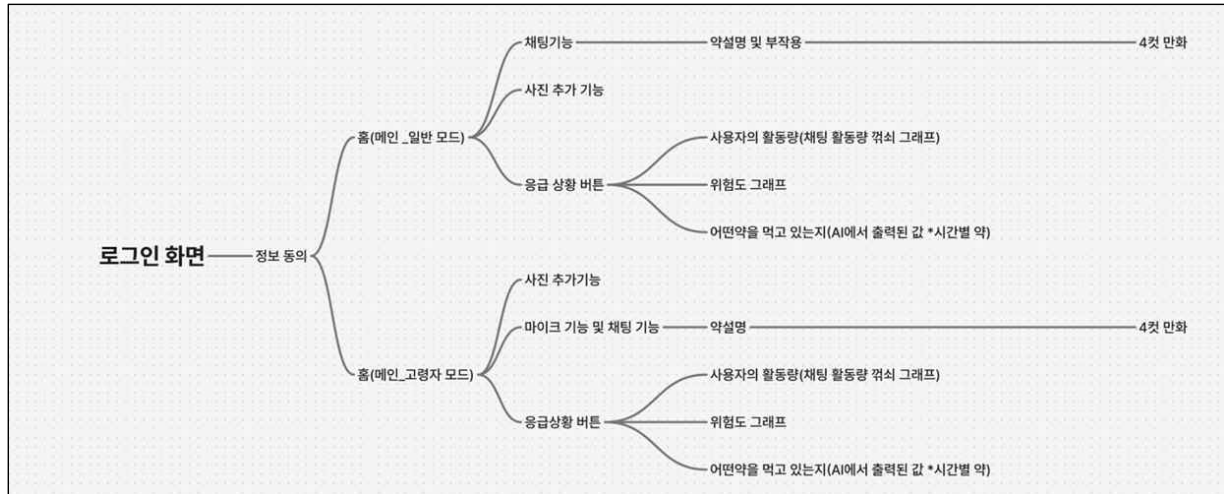 로그인 화면
정보 동의
홈(메인 _일반 모드)
채팅기능
약설명 및 부작용
4컷 만화
사진 추가 기능
응급 상황 버튼
사용자의 활동량(채팅 활동량 꺾쇠 그래프)
위험도 그래프
어떤약을 먹고 있는지(AI에서 출력된 값 *시간별 약)
홈(메인_고령자 모드)
사진 추가기능
마이크 기능 및 채팅 기능
약설명
4컷 만화
응급상황 버튼
사용자의 활동량(채팅 활동량 꺾쇠 그래프)
위험도 그래프
어떤약을 먹고 있는지(AI에서 출력된 값 *시간별 약)